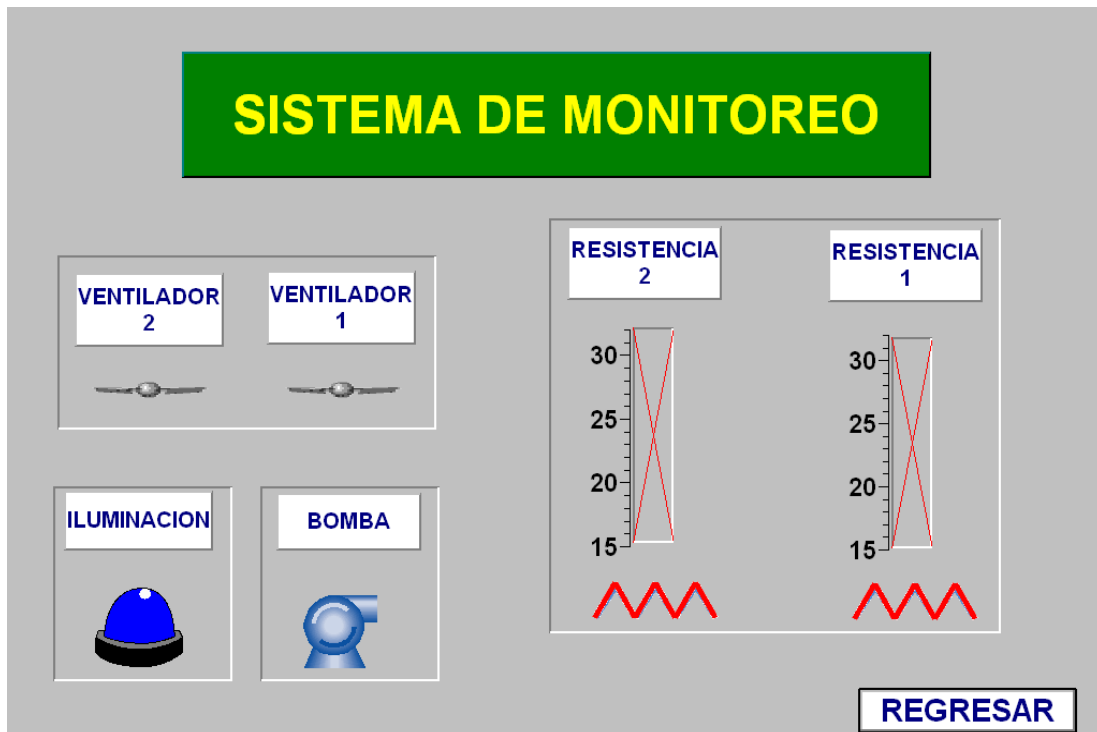 SISTEMA DE MONITOREO
VENTILADOR
2
VENTILADOR
1
RESISTENCIA
2
RESISTENCIA
1
30
25
20
15
30
25
20
15
ILUMINACION
BOMBA
REGRESAR